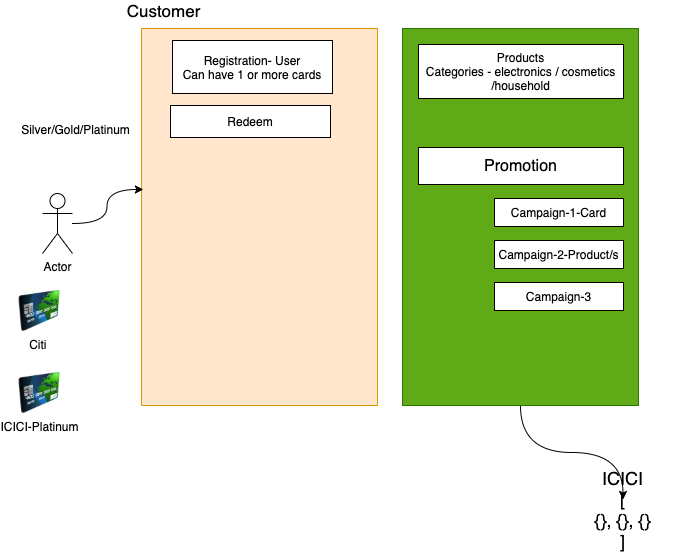 Customer
Registration- User
Can have 1 or more cards
Redeem
Silver/Gold/Platinum
Actor
Citi
ICICI-Platinum
Products
Categories - electronics / cosmetics
/household
Promotion
Campaign-1-Card
Campaign-2-Product/s
Campaign-3
ICICI
[
{}, {}, {}
]